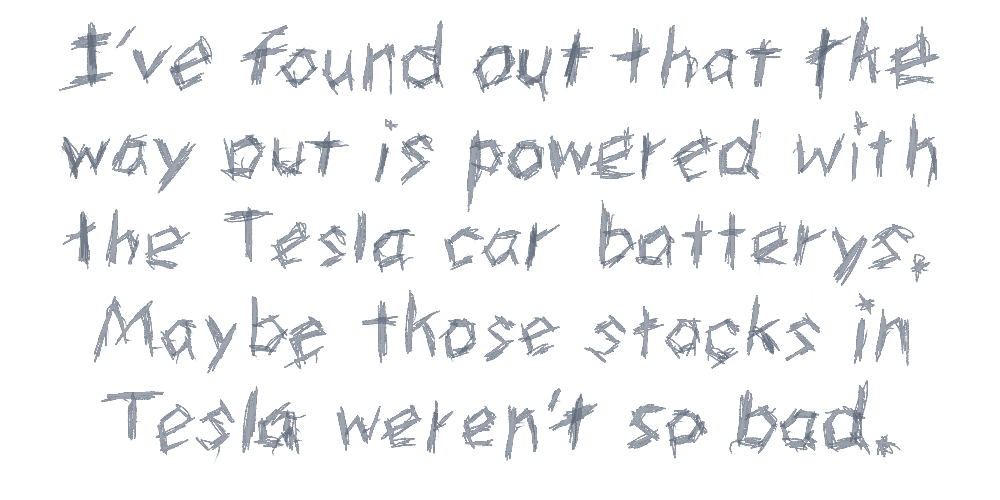 I've found out that the
way out is powered with
the Tesla car batterys.
Maybe those stocks in
Tesla weren't so bad.